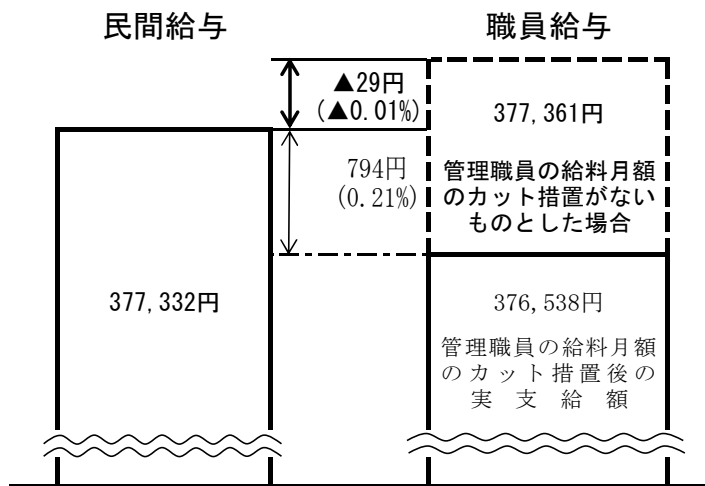 民間給与
職員給与
▲29円
(▲0.01%)
377,361円
管理職員の給料月額
のカット措置がない
ものとした場合
794円
(0.21%)
377,332円
376,538円
管理職員の給料月額
のカット措置後の
実支給額